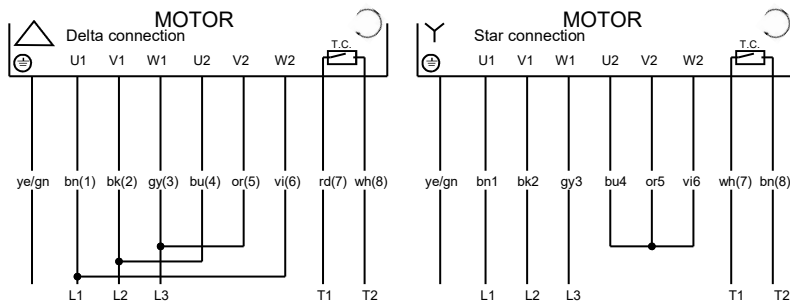 MOTOR
Delta connection
T.C.
U1 V1 W1 U2 V2 W2
ye/gn bn(1) bk(2) gy(3) bu(4) or(5) vi(6) rd(7) wh(8)
L1 L2 L3 T1 T2
MOTOR
Star connection
T.C.
U1 V1 W1 U2 V2 W2
ye/gn bn1 bk2 gy3 bu4 or5 vi6 wh(7) bn(8)
L1 L2 L3 T1 T2